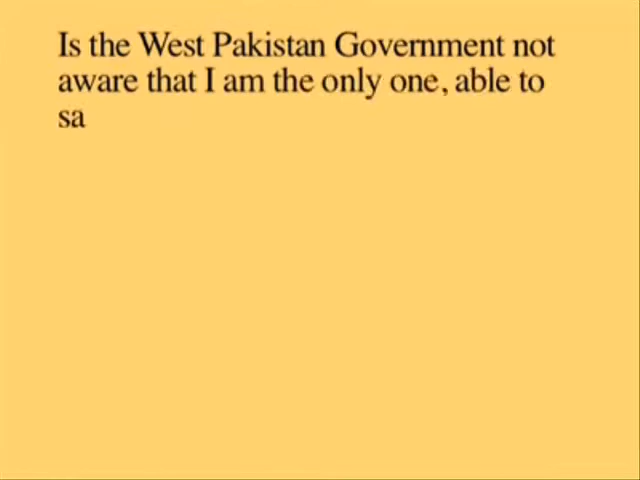 Is the West Pakistan Government not
aware that I am the only one, able to
sa